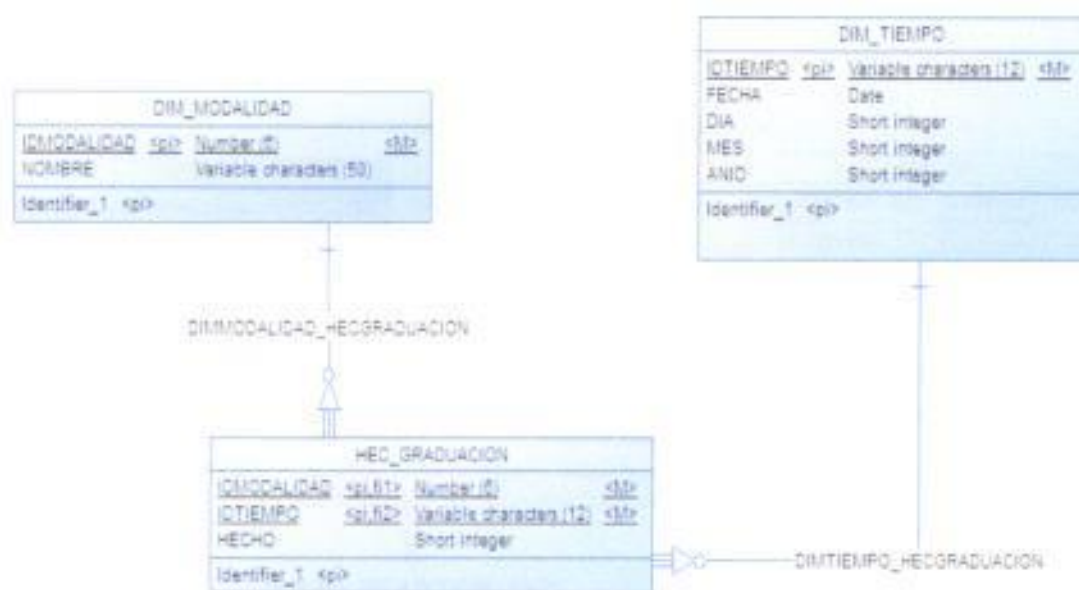 DIM_MODALIDAD
IDMODALIDAD <pi> Number (6) <M>
NOMBRE Variable characters (50)
Identifier_1 <pi>
DIM_TIEMPO
IDTIEMPO <pi> Variable characters (12) <M>
FECHA Date
DIA Short integer
MES Short integer
ANIO Short integer
Identifier_1 <pi>
DIMMODALIDAD_HECGRADUACION
HEC_GRADUACION
IDMODALIDAD <pi,fi1> Number (6) <M>
IDTIEMPO <pi,fi2> Variable characters (12) <M>
HECHO Short integer
Identifier_1 <pi>
DIMTIEMPO_HECGRADUACION